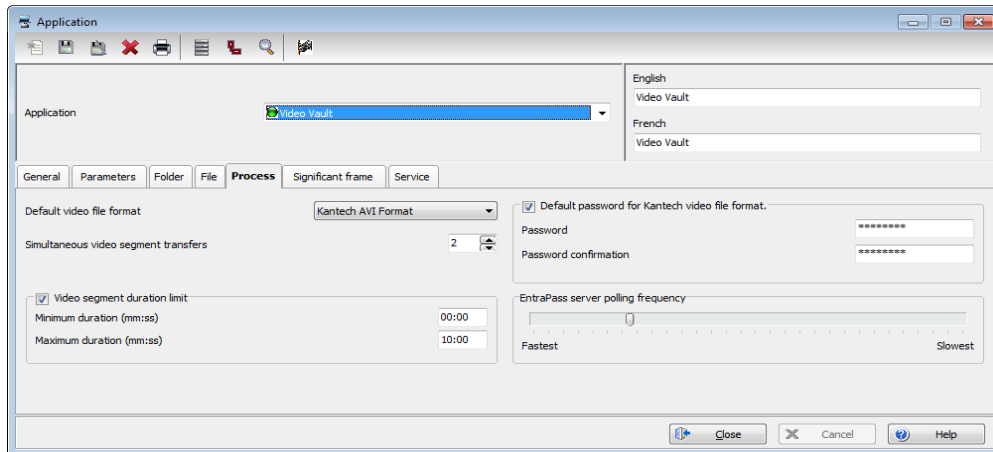 Application
English
Video Vault
Application
Video Vault
French
Video Vault
General Parameters Folder File Process Significant frame Service
Default video file format Kantech AVI Format
Default password for Kantech video file format.
Password ********
Simultaneous video segment transfers 2
Password confirmation ********
Video segment duration limit
Minimum duration (mm:ss) 00:00
Maximum duration (mm:ss) 10:00
EntraPass server polling frequency
Fastest Slowest
Close Cancel Help